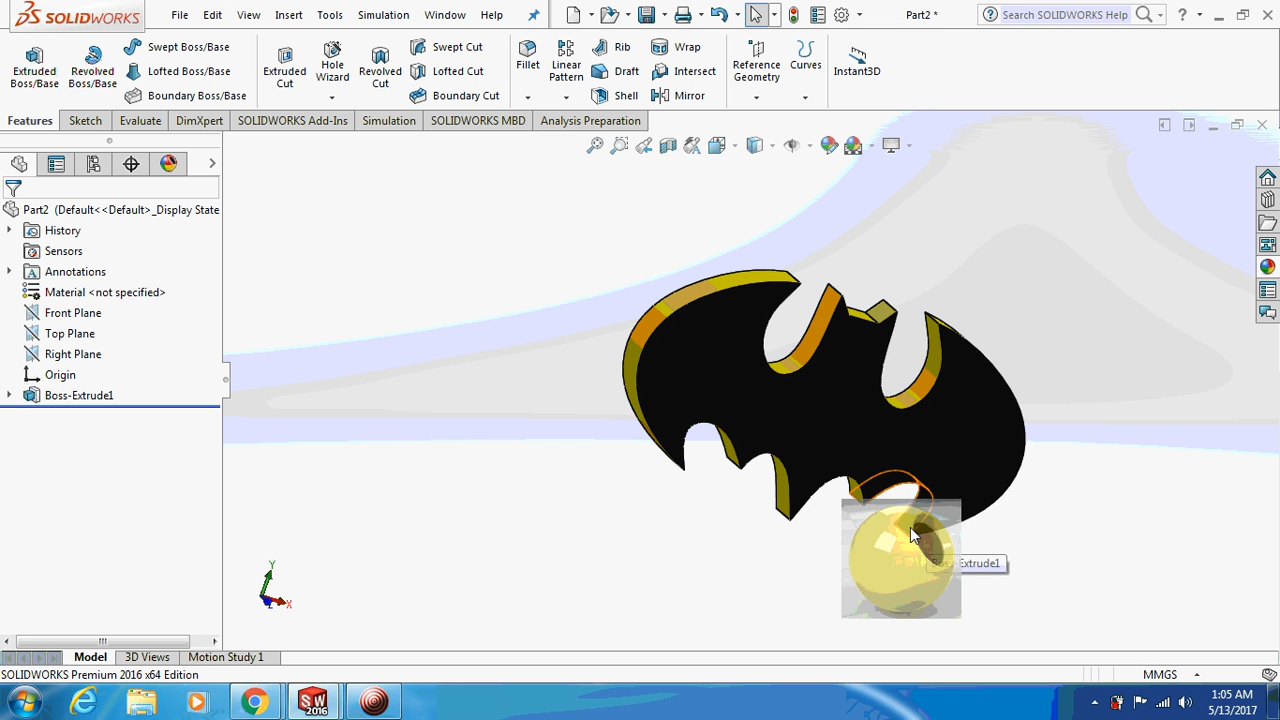 SOLIDWORKS File Edit View Insert Tools Simulation Window Help Part2 * Search SOLIDWORKS Help ?
Extruded Boss/Base Revolved Boss/Base Swept Boss/Base Lofted Boss/Base Boundary Boss/Base Extruded Cut Hole Wizard Revolved Cut Swept Cut Lofted Cut Boundary Cut Fillet Linear Pattern Rib Draft Shell Wrap Intersect Mirror Reference Geometry Curves Instant3D
Features Sketch Evaluate DimXpert SOLIDWORKS Add-Ins Simulation SOLIDWORKS MBD Analysis Preparation
Part2 (Default<<Default>_Display State
History
Sensors
Annotations
Material <not specified>
Front Plane
Top Plane
Right Plane
Origin
Boss-Extrude1
Boss-Extrude1
Y
X
Z
Model 3D Views Motion Study 1
SOLIDWORKS Premium 2016 x64 Edition MMGS
SW 2016
1:05 AM
5/13/2017